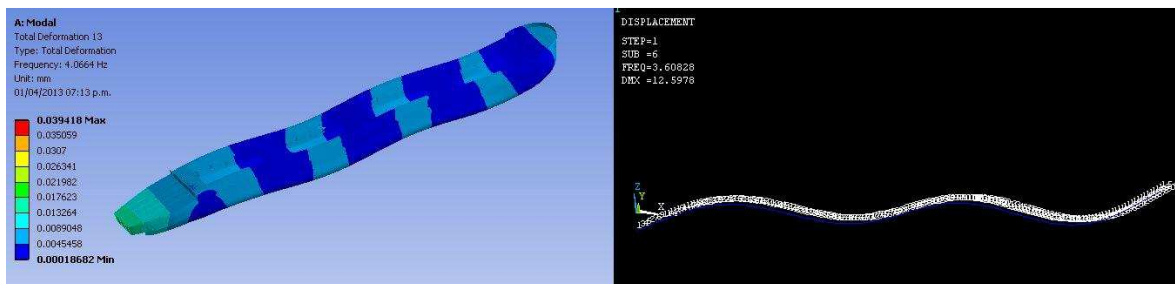 A: Modal
Total Deformation 13
Type: Total Deformation
Frequency: 4.0664 Hz
Unit: mm
01/04/2013 07:13 p.m.
0.039418 Max
0.035059
0.0307
0.026341
0.021982
0.017623
0.013264
0.0089048
0.0045458
0.00018682 Min
1
DISPLACEMENT
STEP=1
SUB =6
FREQ=3.60828
DMX =12.5978
Z
Y
X